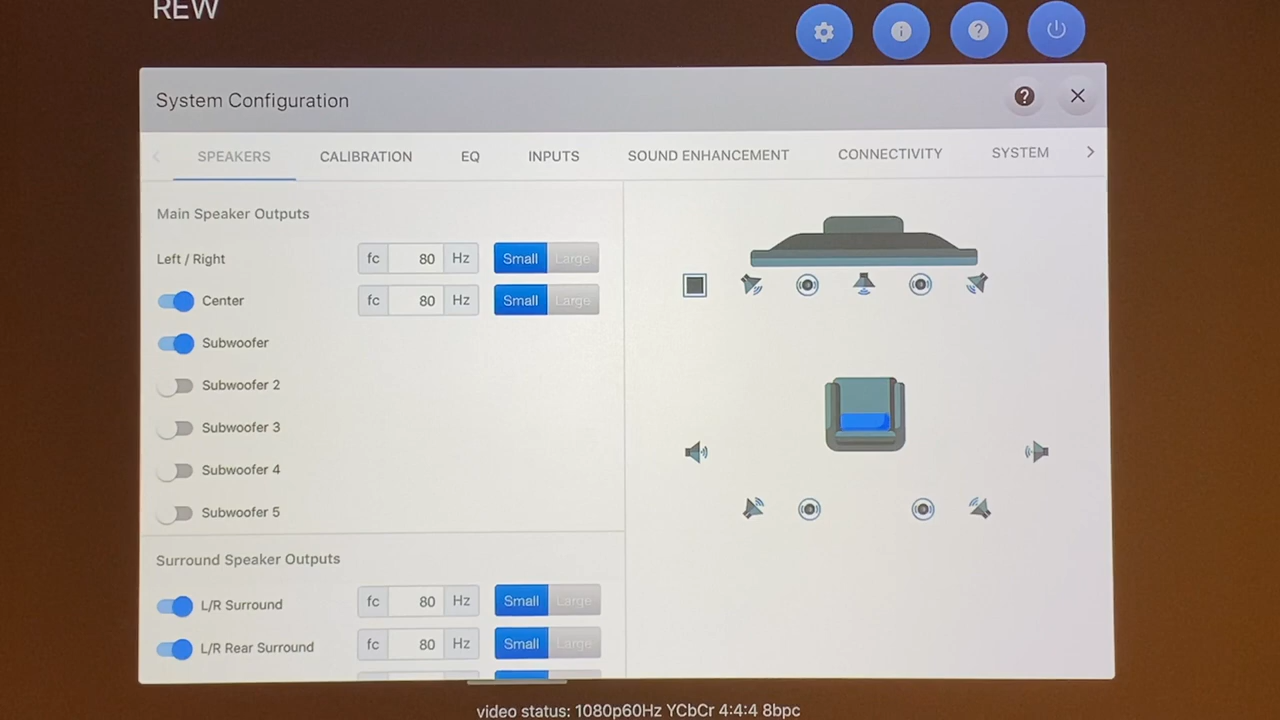 REW
System Configuration
SPEAKERS CALIBRATION EQ INPUTS SOUND ENHANCEMENT CONNECTIVITY SYSTEM
Main Speaker Outputs
Left / Right fc 80 Hz Small Large
Center fc 80 Hz Small Large
Subwoofer
Subwoofer 2
Subwoofer 3
Subwoofer 4
Subwoofer 5
Surround Speaker Outputs
L/R Surround fc 80 Hz Small Large
L/R Rear Surround fc 80 Hz Small Large
video status: 1080p60Hz YCbCr 4:4:4 8bpc